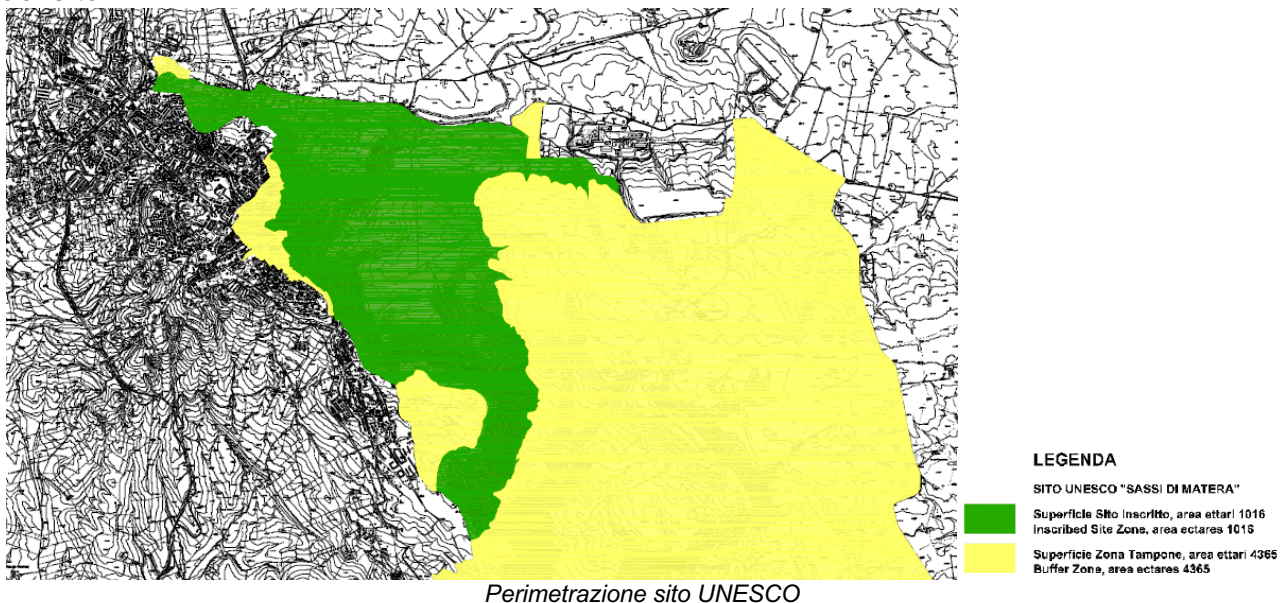 LEGENDA
SITO UNESCO "SASSI DI MATERA"
Superficie Sito Inscritto, area ettari 1016
Inscribed Site Zone, area ectares 1016
Superficie Zona Tampone, area ettari 4365
Buffer Zone, area ectares 4365
Perimetrazione sito UNESCO